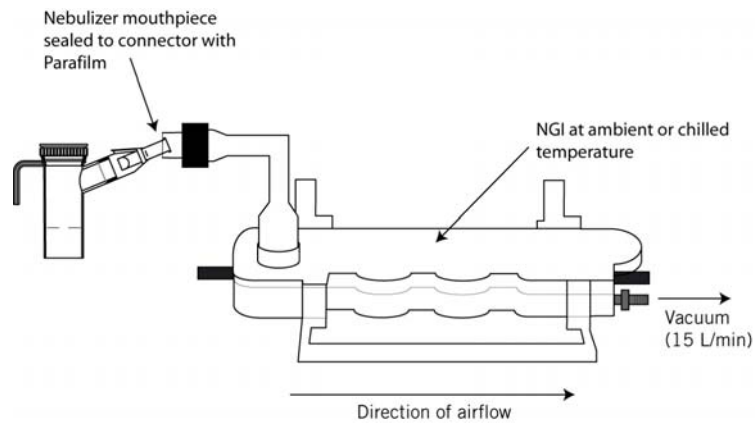 Nebulizer mouthpiece
sealed to connector with
Parafilm
NGI at ambient or chilled
temperature
Vacuum
(15 L/min)
Direction of airflow